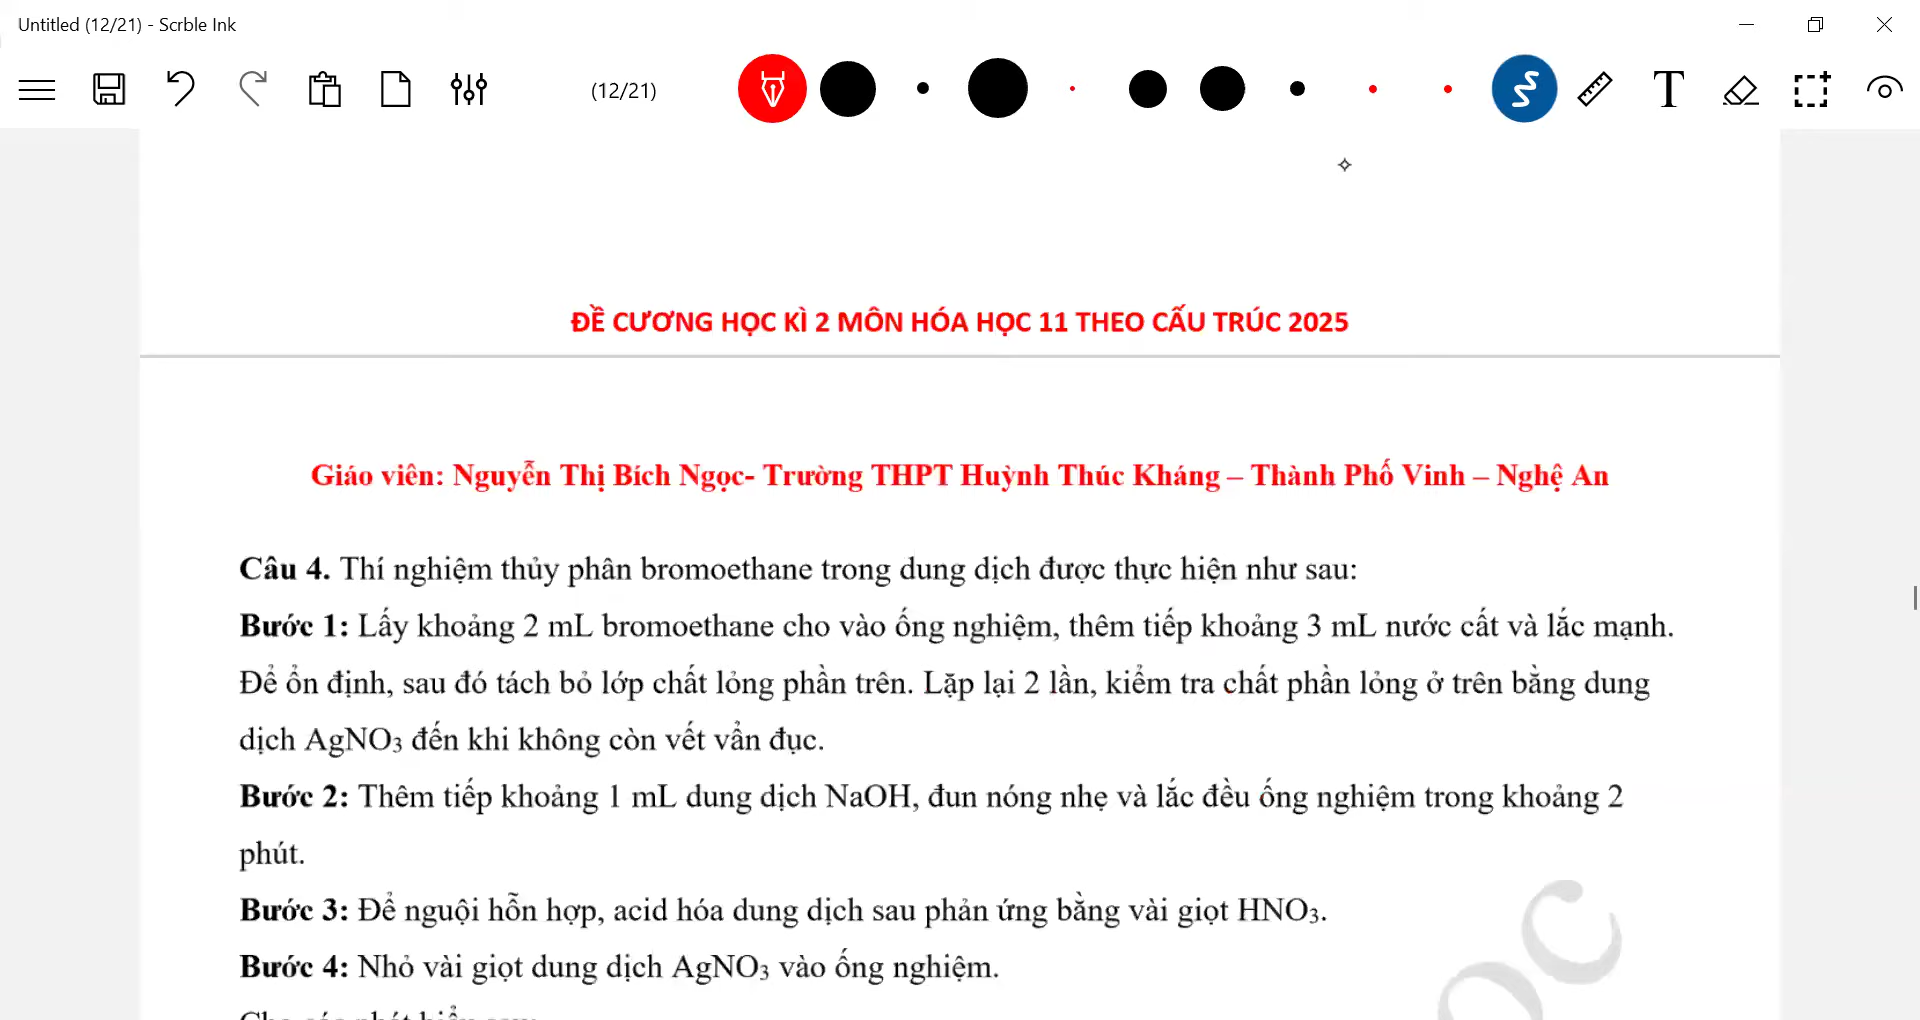 Untitled (12/21) - Scrble Ink
(12/21)
T
ĐỀ CƯƠNG HỌC KÌ 2 MÔN HÓA HỌC 11 THEO CẤU TRÚC 2025
Giáo viên: Nguyễn Thị Bích Ngọc- Trường THPT Huỳnh Thúc Kháng – Thành Phố Vinh – Nghệ An
Câu 4. Thí nghiệm thủy phân bromoethane trong dung dịch được thực hiện như sau:
Bước 1: Lấy khoảng 2 mL bromoethane cho vào ống nghiệm, thêm tiếp khoảng 3 mL nước cất và lắc mạnh.
Để ổn định, sau đó tách bỏ lớp chất lỏng phần trên. Lặp lại 2 lần, kiểm tra chất phần lỏng ở trên bằng dung
dịch AgNO₃ đến khi không còn vết vẩn đục.
Bước 2: Thêm tiếp khoảng 1 mL dung dịch NaOH, đun nóng nhẹ và lắc đều ống nghiệm trong khoảng 2
phút.
Bước 3: Để nguội hỗn hợp, acid hóa dung dịch sau phản ứng bằng vài giọt HNO₃.
Bước 4: Nhỏ vài giọt dung dịch AgNO₃ vào ống nghiệm.